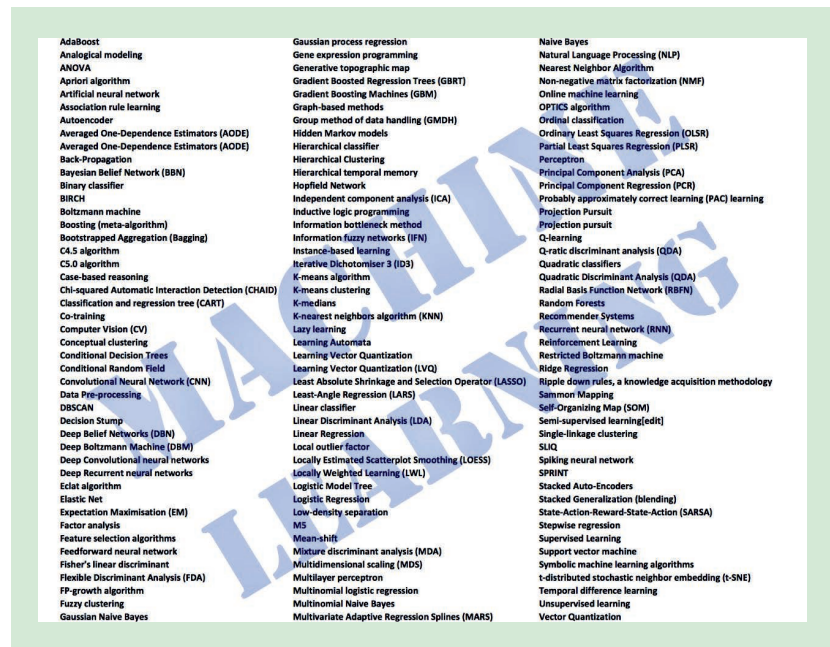 AdaBoost
Analogical modeling
ANOVA
Apriori algorithm
Artificial neural network
Association rule learning
Autoencoder
Averaged One-Dependence Estimators (AODE)
Averaged One-Dependence Estimators (AODE)
Back-Propagation
Bayesian Belief Network (BBN)
Binary classifier
BIRCH
Boltzmann machine
Boosting (meta-algorithm)
Bootstrapped Aggregation (Bagging)
C4.5 algorithm
C5.0 algorithm
Case-based reasoning
Chi-squared Automatic Interaction Detection (CHAID)
Classification and regression tree (CART)
Co-training
Computer Vision (CV)
Conceptual clustering
Conditional Decision Trees
Conditional Random Field
Convolutional Neural Network (CNN)
Data Pre-processing
DBSCAN
Decision Stump
Deep Belief Networks (DBN)
Deep Boltzmann Machine (DBM)
Deep Convolutional neural networks
Deep Recurrent neural networks
Eclat algorithm
Elastic Net
Expectation Maximisation (EM)
Factor analysis
Feature selection algorithms
Feedforward neural network
Fisher's linear discriminant
Flexible Discriminant Analysis (FDA)
FP-growth algorithm
Fuzzy clustering
Gaussian Naive Bayes
Gaussian process regression
Gene expression programming
Generative topographic map
Gradient Boosted Regression Trees (GBRT)
Gradient Boosting Machines (GBM)
Graph-based methods
Group method of data handling (GMDH)
Hidden Markov models
Hierarchical classifier
Hierarchical Clustering
Hierarchical temporal memory
Hopfield Network
Independent component analysis (ICA)
Inductive logic programming
Information bottleneck method
Information fuzzy networks (IFN)
Instance-based learning
Iterative Dichotomiser 3 (ID3)
K-means algorithm
K-means clustering
K-medians
K-nearest neighbors algorithm (KNN)
Lazy learning
Learning Automata
Learning Vector Quantization
Learning Vector Quantization (LVQ)
Least Absolute Shrinkage and Selection Operator (LASSO)
Least-Angle Regression (LARS)
Linear classifier
Linear Discriminant Analysis (LDA)
Linear Regression
Local outlier factor
Locally Estimated Scatterplot Smoothing (LOESS)
Locally Weighted Learning (LWL)
Logistic Model Tree
Logistic Regression
Low-density separation
M5
Mean-shift
Mixture discriminant analysis (MDA)
Multidimensional scaling (MDS)
Multilayer perceptron
Multinomial logistic regression
Multinomial Naive Bayes
Multivariate Adaptive Regression Splines (MARS)
Naive Bayes
Natural Language Processing (NLP)
Nearest Neighbor Algorithm
Non-negative matrix factorization (NMF)
Online machine learning
OPTICS algorithm
Ordinal classification
Ordinary Least Squares Regression (OLSR)
Partial Least Squares Regression (PLSR)
Perceptron
Principal Component Analysis (PCA)
Principal Component Regression (PCR)
Probably approximately correct learning (PAC) learning
Projection Pursuit
Projection pursuit
Q-learning
Q-ratic discriminant analysis (QDA)
Quadratic classifiers
Quadratic Discriminant Analysis (QDA)
Radial Basis Function Network (RBFN)
Random Forests
Recommender Systems
Recurrent neural network (RNN)
Reinforcement Learning
Restricted Boltzmann machine
Ridge Regression
Ripple down rules, a knowledge acquisition methodology
Sammon Mapping
Self-Organizing Map (SOM)
Semi-supervised learning[edit]
Single-linkage clustering
SLIQ
Spiking neural network
SPRINT
Stacked Auto-Encoders
Stacked Generalization (blending)
State-Action-Reward-State-Action (SARSA)
Stepwise regression
Supervised Learning
Support vector machine
Symbolic machine learning algorithms
t-distributed stochastic neighbor embedding (t-SNE)
Temporal difference learning
Unsupervised learning
Vector Quantization
MACHINE
LEARNING